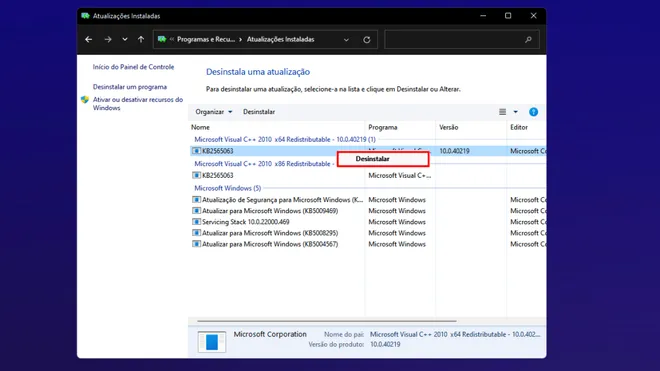 Atualizações Instaladas
« Programas e Recu... › Atualizações Instaladas
Início do Painel de Controle
Desinstalar um programa
Ativar ou desativar recursos do
Windows
Desinstala uma atualização
Para desinstalar uma atualização, selecione-a na lista e clique em Desinstalar ou Alterar.
Organizar Desinstalar
Nome Programa Versão Editor
Microsoft Visual C++ 2010 x64 Redistributable - 10.0.40219 (1)
KB2565063 10.0.40219 Microsoft Co
Microsoft Visual C++ 2010 x86 Redistributable -
Desinstalar
KB2565063 Microsoft Visual C+...
Microsoft Windows (5)
Atualização de Segurança para Microsoft Windows (K... Microsoft Windows Microsoft Co
Atualizar para Microsoft Windows (KB5009469) Microsoft Windows Microsoft Co
Servicing Stack 10.0.22000.469 Microsoft Windows Microsoft Co
Atualizar para Microsoft Windows (KB5008295) Microsoft Windows Microsoft Co
Atualizar para Microsoft Windows (KB5004567) Microsoft Windows Microsoft Co
Microsoft Corporation Nome do pai: Microsoft Visual C++ 2010 x64 Redistributable - 10.0.402...
Versão do produto: 10.0.40219